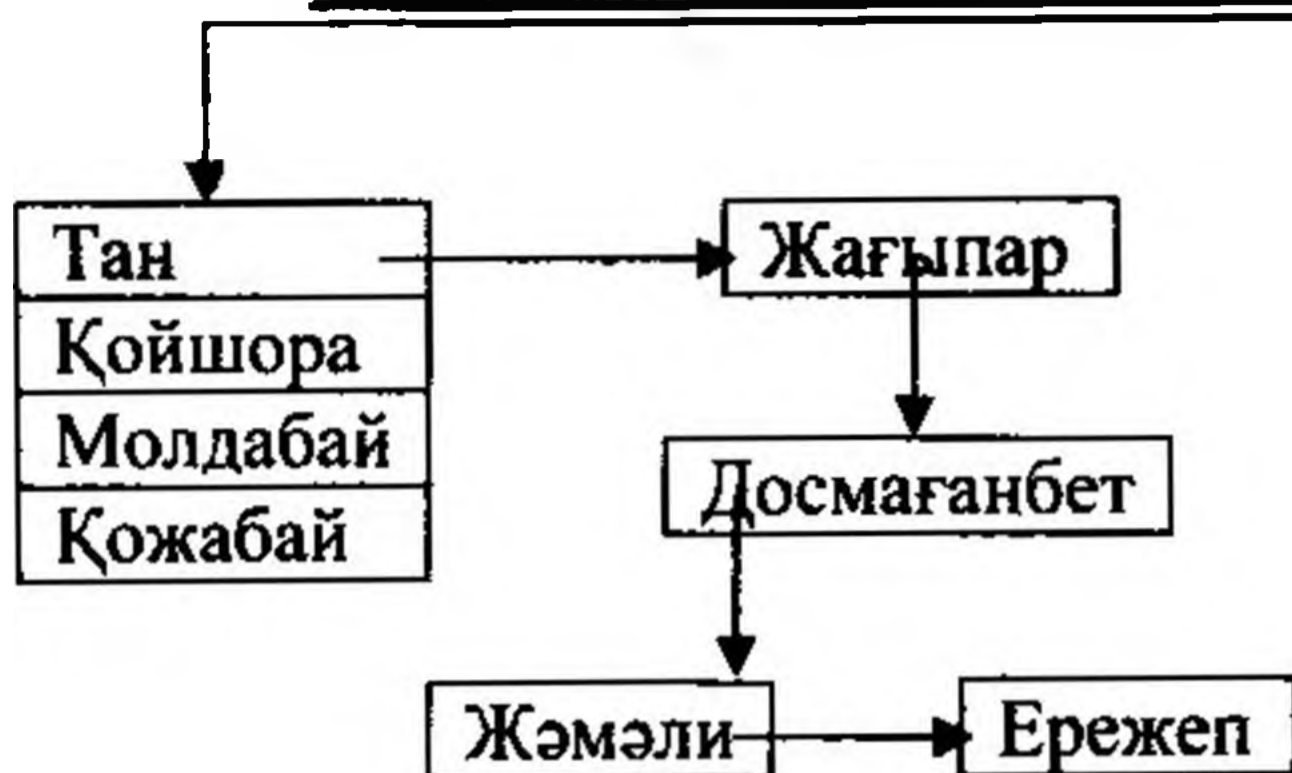 Тан
Жағыпар
Қойшора
Молдабай
Досмағанбет
Қожабай
Жәмәли
Ережеп